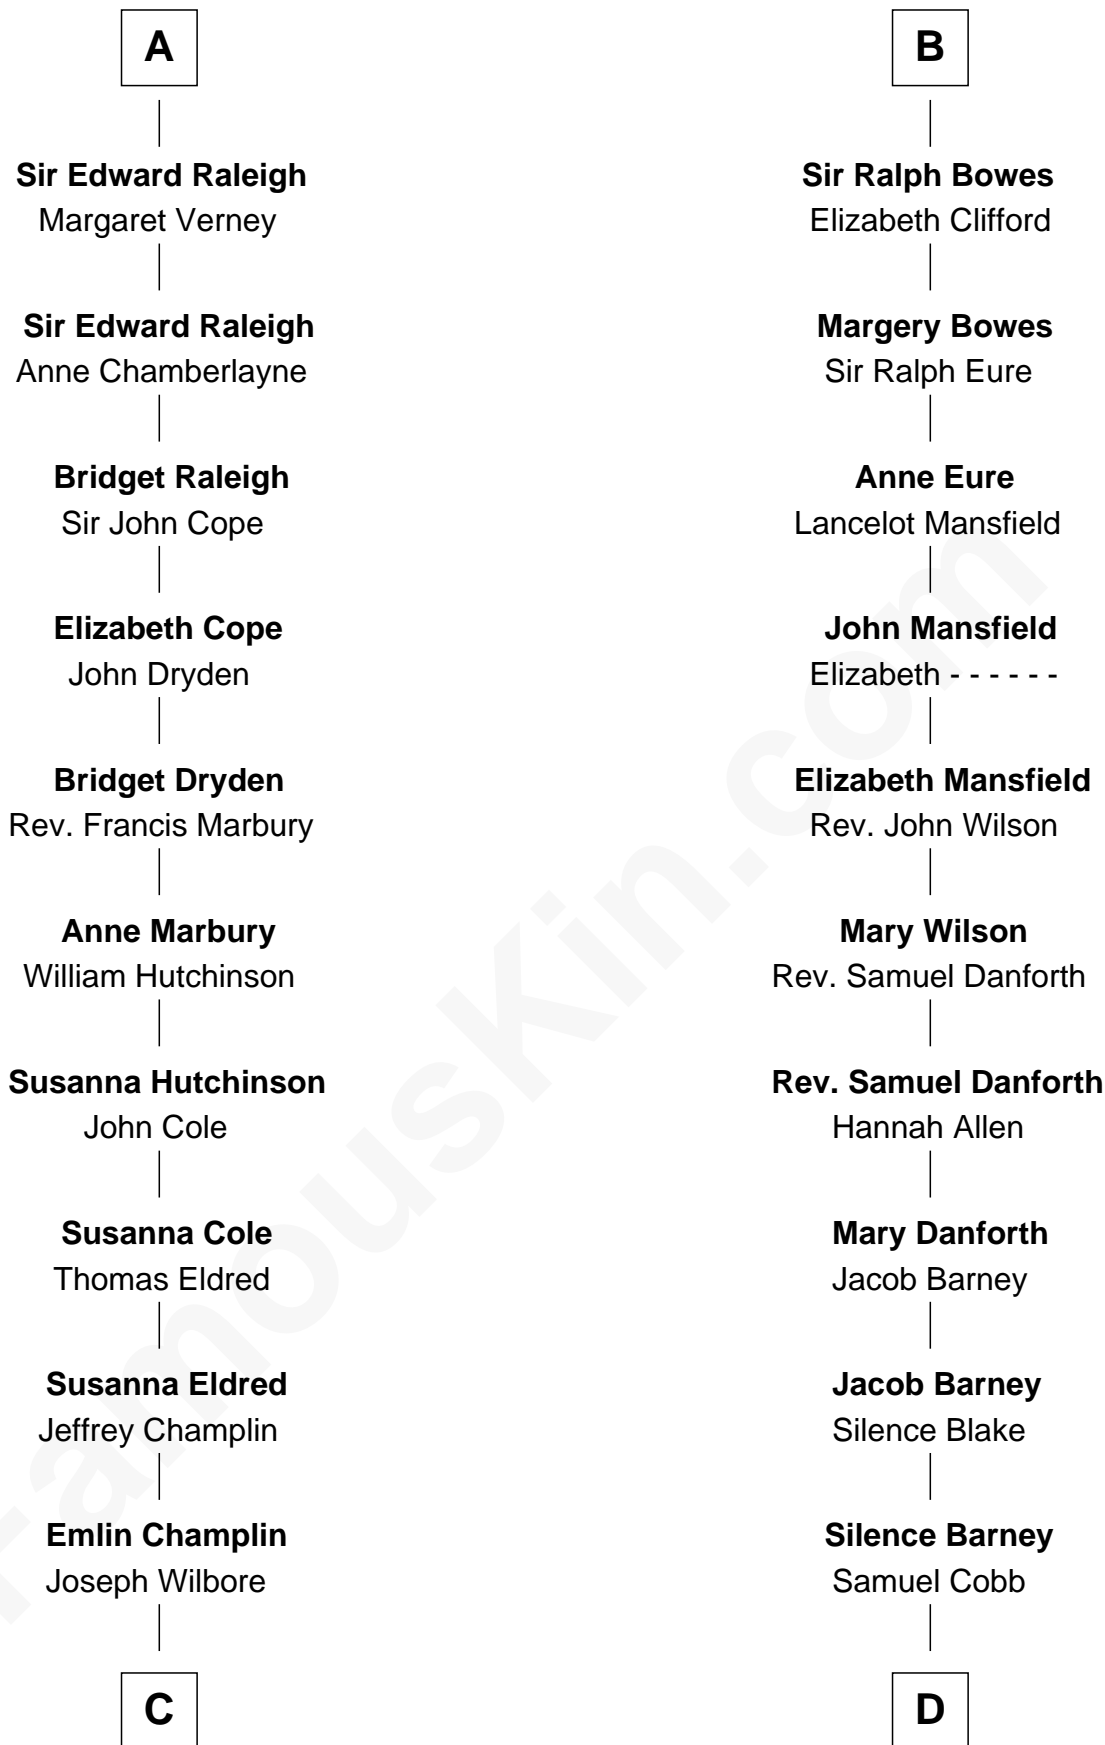 A
Sir Edward Raleigh
Margaret Verney
Sir Edward Raleigh
Anne Chamberlayne
Bridget Raleigh
Sir John Cope
Elizabeth Cope
John Dryden
Bridget Dryden
Rev. Francis Marbury
Anne Marbury
William Hutchinson
Susanna Hutchinson
John Cole
Susanna Cole
Thomas Eldred
Susanna Eldred
Jeffrey Champlin
Emlin Champlin
Joseph Wilbore
C
B
Sir Ralph Bowes
Elizabeth Clifford
Margery Bowes
Sir Ralph Eure
Anne Eure
Lancelot Mansfield
John Mansfield
Elizabeth - - - - - -
Elizabeth Mansfield
Rev. John Wilson
Mary Wilson
Rev. Samuel Danforth
Rev. Samuel Danforth
Hannah Allen
Mary Danforth
Jacob Barney
Jacob Barney
Silence Blake
Silence Barney
Samuel Cobb
D
FamousKin.com